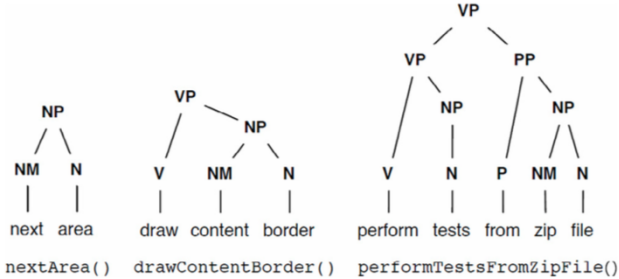 VP
VP PP
VP
NP NP NP
NM N V NM N V N P NM N
next area draw content border perform tests from zip file
nextArea() drawContentBorder() performTestsFromZipFile()